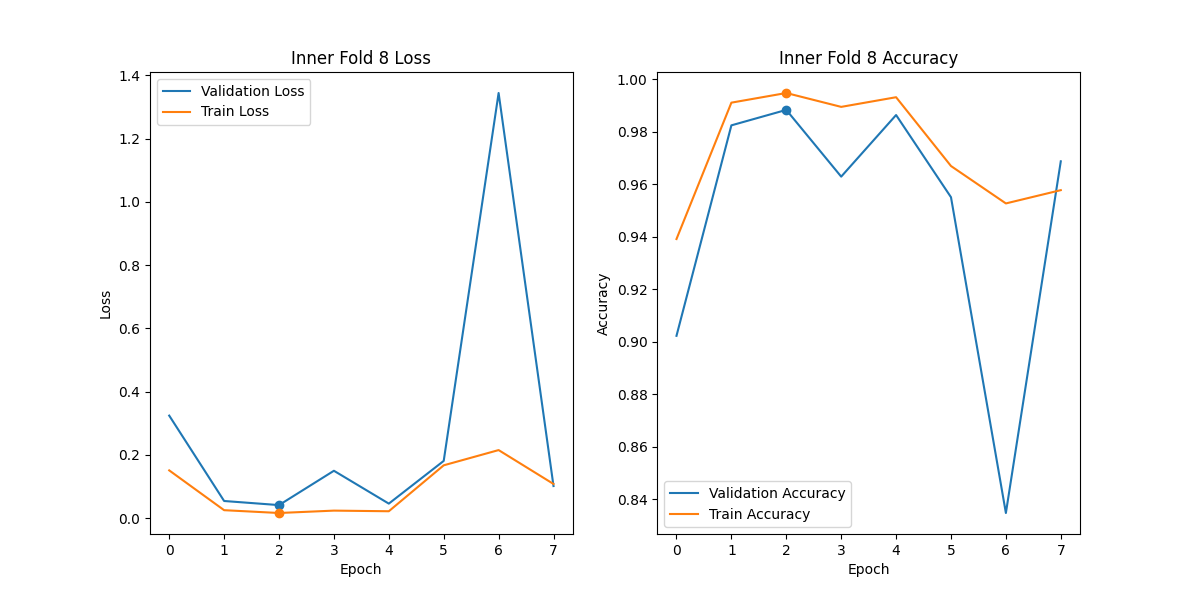 Inner Fold 8 Loss
Validation Loss
Train Loss
1.4
1.2
1.0
0.8
0.6
0.4
0.2
0.0
Loss
0 1 2 3 4 5 6 7
Epoch
Inner Fold 8 Accuracy
1.00
0.98
0.96
0.94
0.92
0.90
0.88
0.86
0.84
Accuracy
Validation Accuracy
Train Accuracy
0 1 2 3 4 5 6 7
Epoch